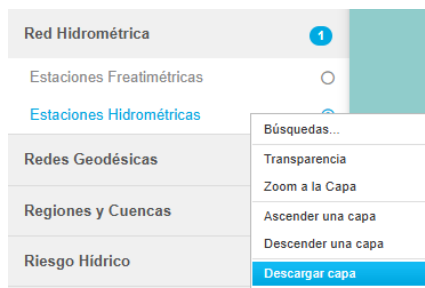 Red Hidrométrica 1
Estaciones Freatimétricas
Estaciones Hidrométricas
Búsquedas...
Redes Geodésicas
Transparencia
Zoom a la Capa
Regiones y Cuencas
Ascender una capa
Descender una capa
Riesgo Hídrico
Descargar capa